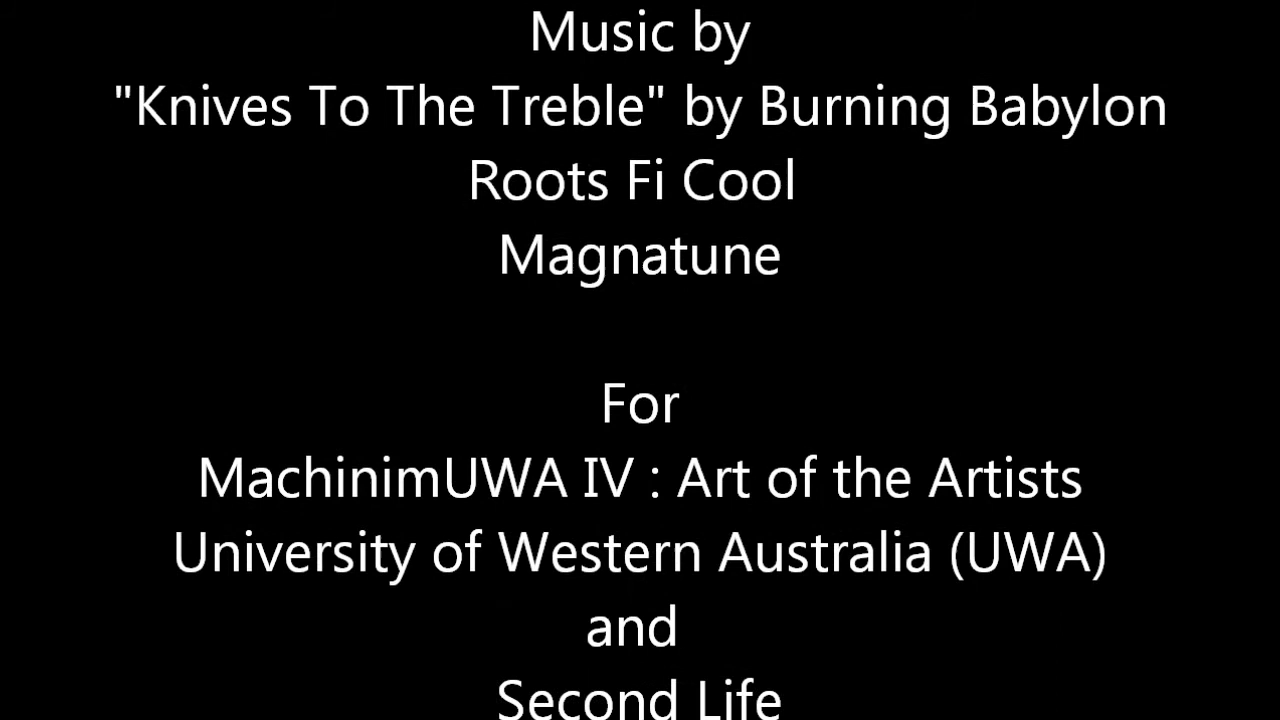 Music by
"Knives To The Treble" by Burning Babylon
Roots Fi Cool
Magnatune
For
MachinimUWA IV : Art of the Artists
University of Western Australia (UWA)
and
Second Life